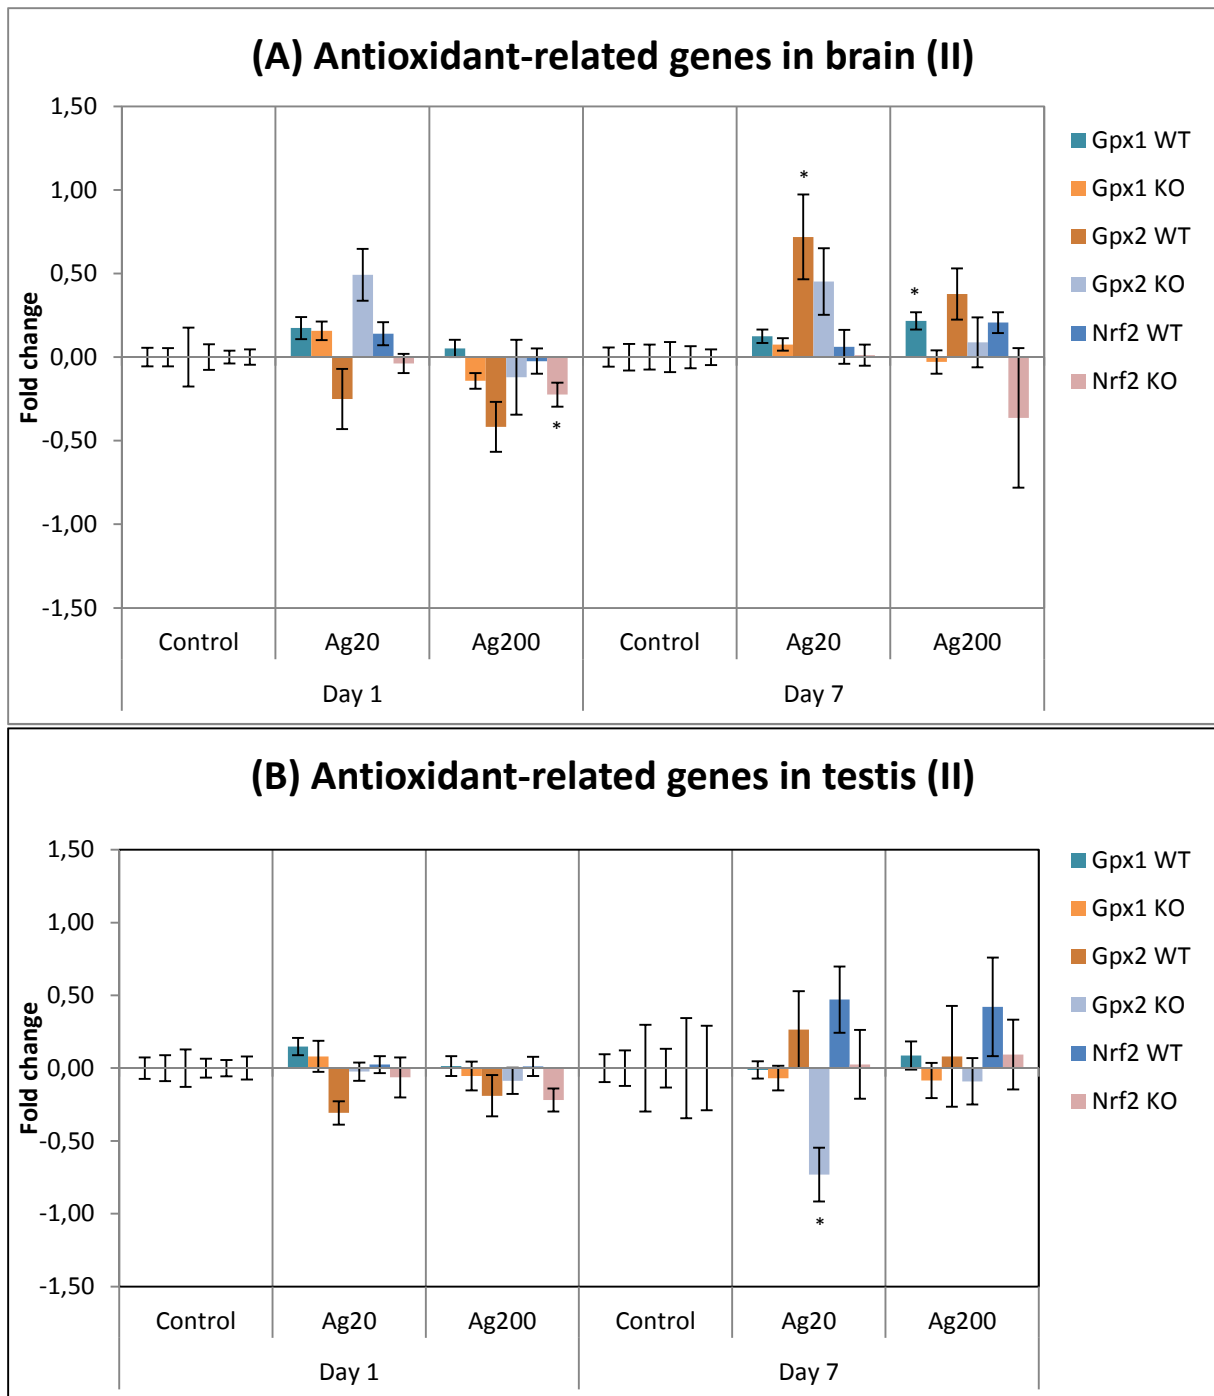 (A) Antioxidant-related genes in brain (II)
Fold change
1,50
1,00
0,50
0,00
-0,50
-1,00
-1,50
*
*
*
Control Ag20 Ag200 Control Ag20 Ag200
Day 1 Day 7
Gpx1 WT
Gpx1 KO
Gpx2 WT
Gpx2 KO
Nrf2 WT
Nrf2 KO
(B) Antioxidant-related genes in testis (II)
Fold change
1,50
1,00
0,50
0,00
-0,50
-1,00
-1,50
*
Control Ag20 Ag200 Control Ag20 Ag200
Day 1 Day 7
Gpx1 WT
Gpx1 KO
Gpx2 WT
Gpx2 KO
Nrf2 WT
Nrf2 KO